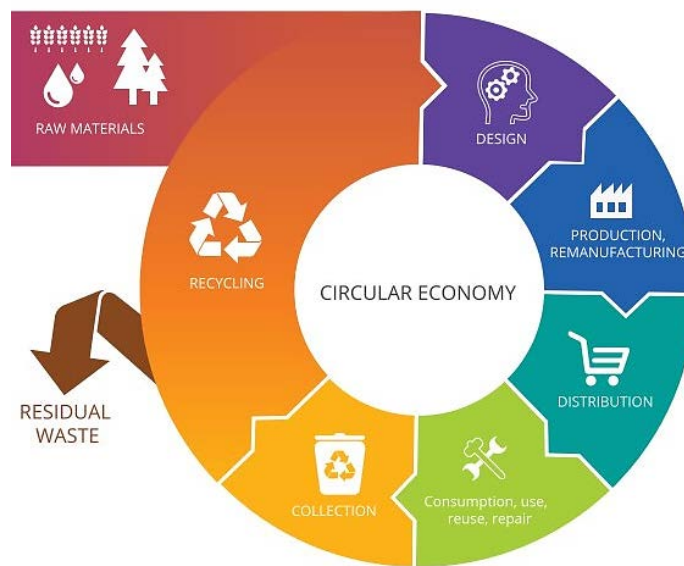 RAW MATERIALS
DESIGN
PRODUCTION,
REMANUFACTURING
RECYCLING
CIRCULAR ECONOMY
DISTRIBUTION
RESIDUAL
WASTE
COLLECTION
Consumption, use,
reuse, repair